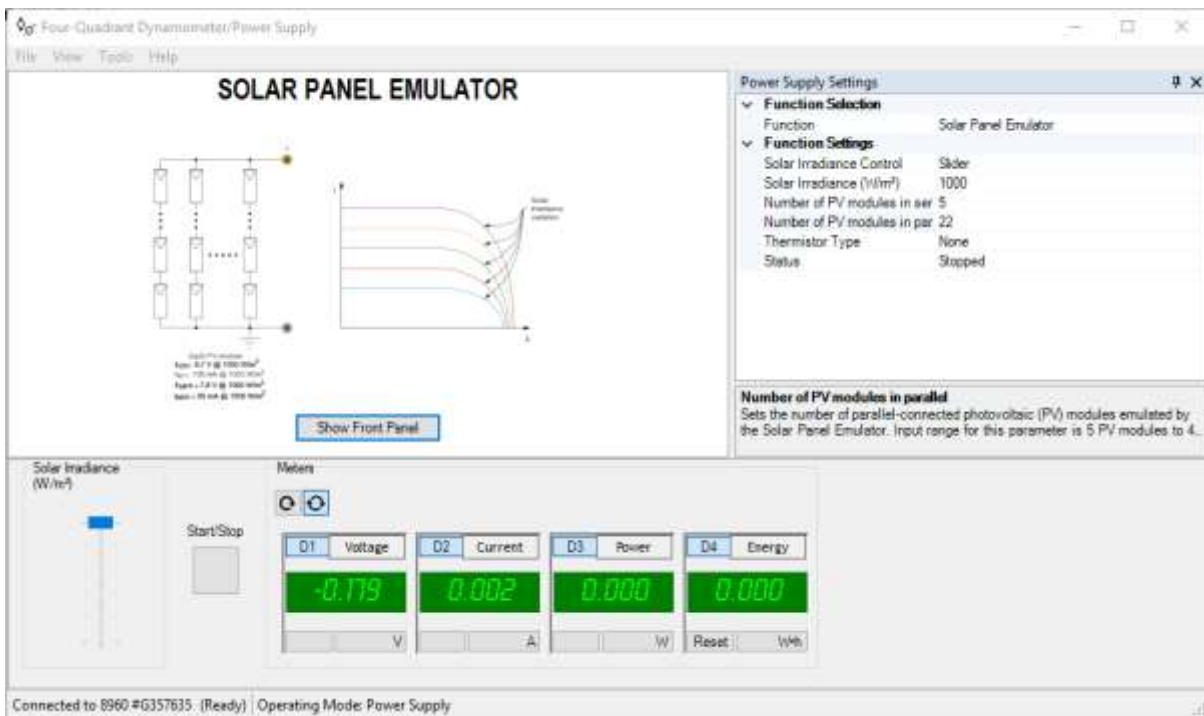 Four-Quadrant Dynamometer/Power Supply
File View Tools Help
SOLAR PANEL EMULATOR
Solar
Irradiance
Show Front Panel
Power Supply Settings
Function Selection
Function Solar Panel Emulator
Function Settings
Solar Irradiance Control Slider
Solar Irradiance (W/m²) 1000
Number of PV modules in ser 5
Number of PV modules in par 22
Thermistor Type None
Status Stopped
Number of PV modules in parallel
Sets the number of parallel-connected photovoltaic (PV) modules emulated by
the Solar Panel Emulator. Input range for this parameter is 5 PV modules to 4...
Solar Irradiance
(W/m²)
Start/Stop
Meters
D1 Voltage
-0.179
V
D2 Current
0.002
A
D3 Power
0.000
W
D4 Energy
0.000
Reset W•h
Connected to 8960 #G357635 (Ready) Operating Mode: Power Supply